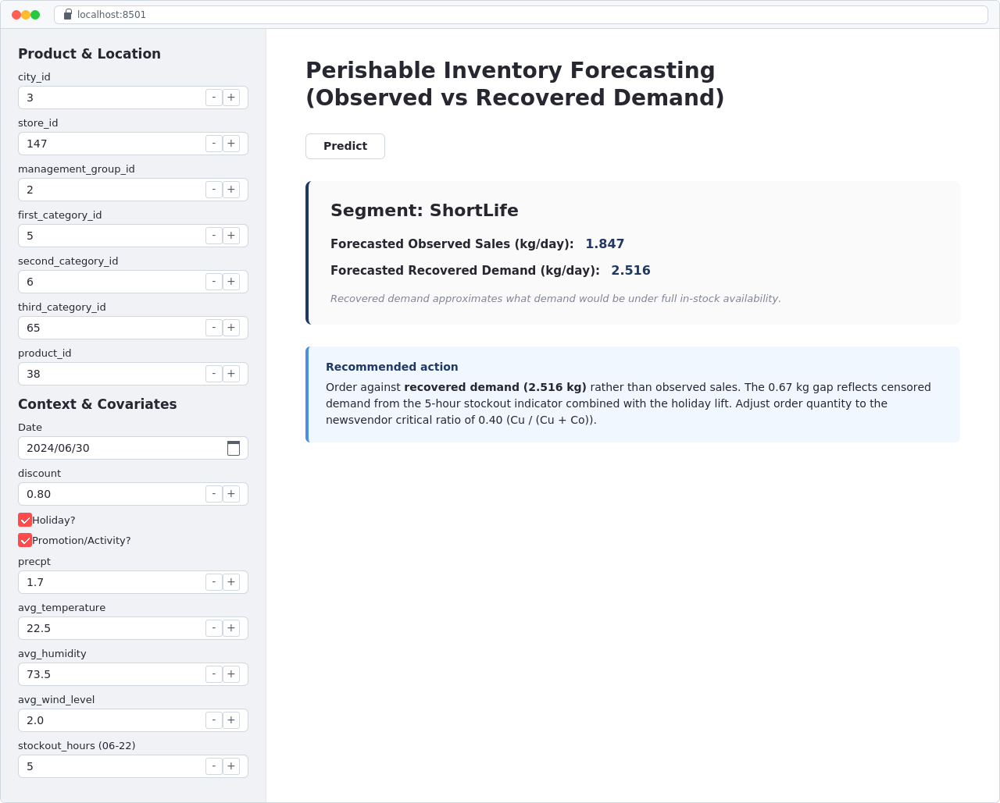 localhost:8501
Product & Location
city_id
3 - +
store_id
147 - +
management_group_id
2 - +
first_category_id
5 - +
second_category_id
6 - +
third_category_id
65 - +
product_id
38 - +
Context & Covariates
Date
2024/06/30
discount
0.80 - +
Holiday?
Promotion/Activity?
precpt
1.7 - +
avg_temperature
22.5 - +
avg_humidity
73.5 - +
avg_wind_level
2.0 - +
stockout_hours (06-22)
5 - +
Perishable Inventory Forecasting
(Observed vs Recovered Demand)
Predict
Segment: ShortLife
Forecasted Observed Sales (kg/day): 1.847
Forecasted Recovered Demand (kg/day): 2.516
Recovered demand approximates what demand would be under full in-stock availability.
Recommended action
Order against recovered demand (2.516 kg) rather than observed sales. The 0.67 kg gap reflects censored
demand from the 5-hour stockout indicator combined with the holiday lift. Adjust order quantity to the
newsvendor critical ratio of 0.40 (Cu / (Cu + Co)).